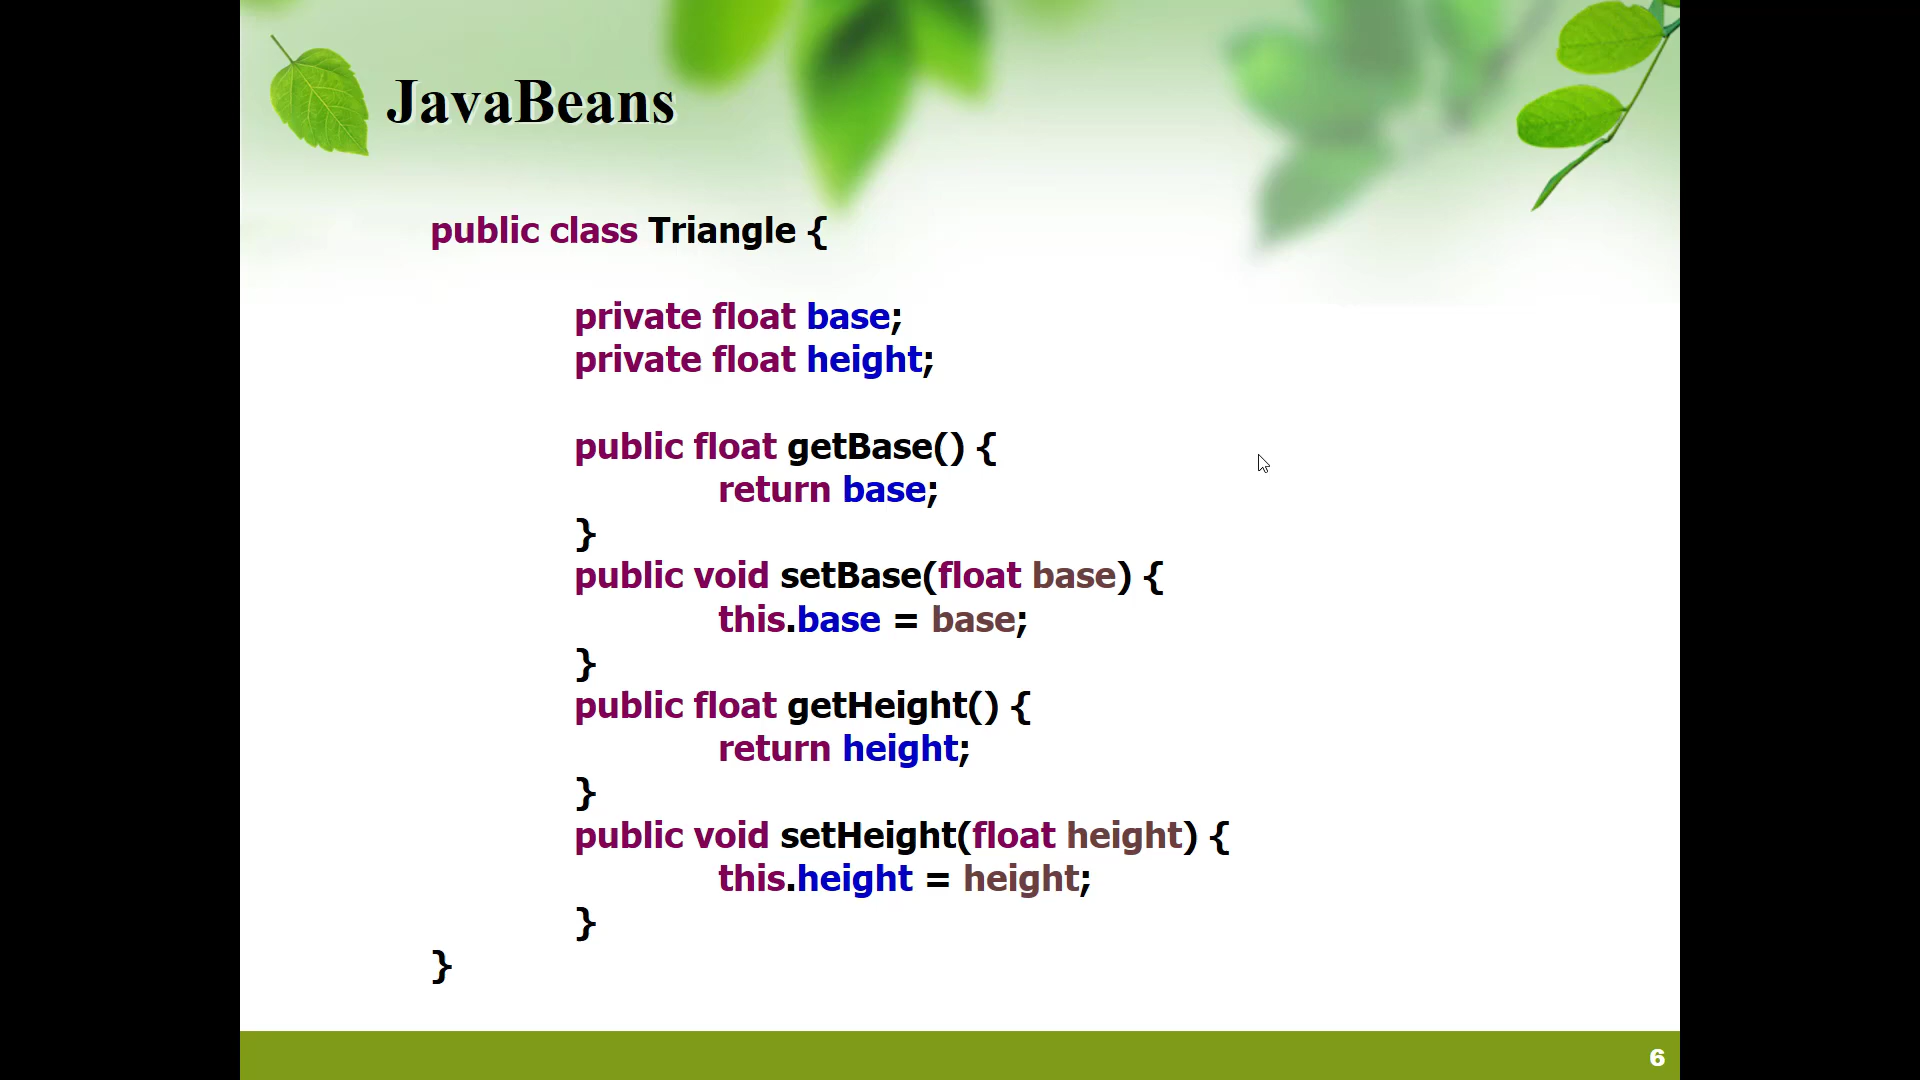 JavaBeans
public class Triangle {
private float base;
private float height;
public float getBase() {
return base;
}
public void setBase(float base) {
this.base = base;
}
public float getHeight() {
return height;
}
public void setHeight(float height) {
this.height = height;
}
}
6